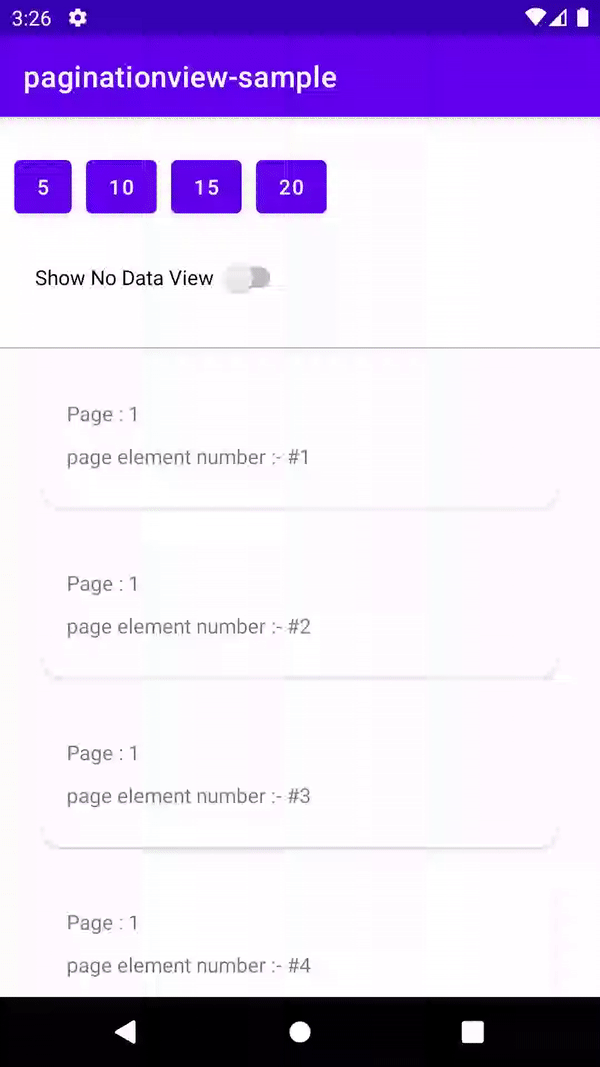 3:26
paginationview-sample
5 10 15 20
Show No Data View
Page : 1
page element number :- #1
Page : 1
page element number :- #2
Page : 1
page element number :- #3
Page : 1
page element number :- #4